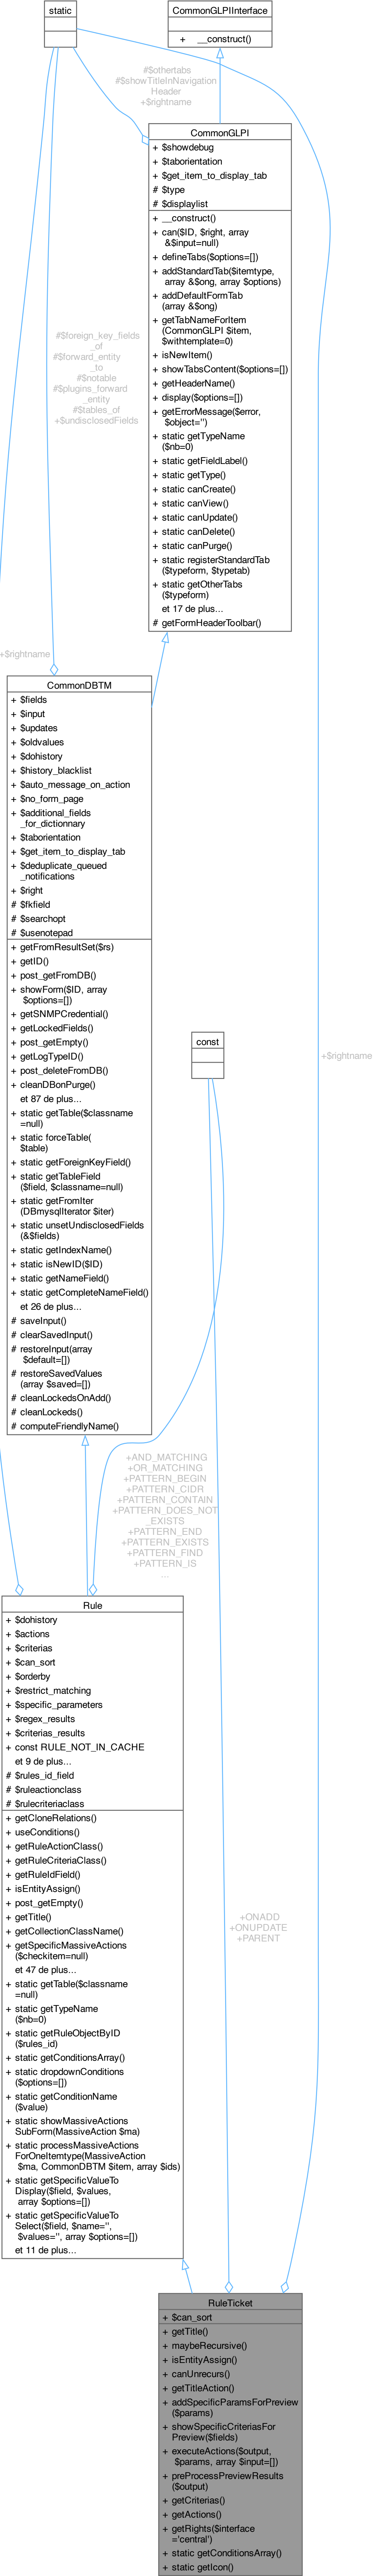 static
CommonGLPIInterface
+ __construct()
#$othertabs
#$showTitleInNavigation
Header
+$rightname
CommonGLPI
+ $showdebug
+ $taborientation
+ $get_item_to_display_tab
# $type
# $displaylist
+ __construct()
+ can($ID, $right, array
&$input=null)
+ defineTabs($options=[])
+ addStandardTab($itemtype,
array &$ong, array $options)
+ addDefaultFormTab
(array &$ong)
+ getTabNameForItem
(CommonGLPI $item,
$withtemplate=0)
+ isNewItem()
+ showTabsContent($options=[])
+ getHeaderName()
+ display($options=[])
+ getErrorMessage($error,
$object='')
+ static getTypeName
($nb=0)
+ static getFieldLabel()
+ static getType()
+ static canCreate()
+ static canView()
+ static canUpdate()
+ static canDelete()
+ static canPurge()
+ static registerStandardTab
($typeform, $typetab)
+ static getOtherTabs
($typeform)
et 17 de plus...
# getFormHeaderToolbar()
#$foreign_key_fields
_of
#$forward_entity
_to
#$notable
#$plugins_forward
_entity
#$tables_of
+$undisclosedFields
+$rightname
CommonDBTM
+ $fields
+ $input
+ $updates
+ $oldvalues
+ $dohistory
+ $history_blacklist
+ $auto_message_on_action
+ $no_form_page
+ $additional_fields
_for_dictionnary
+ $taborientation
+ $get_item_to_display_tab
+ $deduplicate_queued
_notifications
+ $right
# $fkfield
# $searchopt
# $usenotepad
+ getFromResultSet($rs)
+ getID()
+ post_getFromDB()
+ showForm($ID, array
$options=[])
+ getSNMPCredential()
+ getLockedFields()
+ post_getEmpty()
+ getLogTypeID()
+ post_deleteFromDB()
+ cleanDBonPurge()
et 87 de plus...
+ static getTable($classname
=null)
+ static forceTable(
$table)
+ static getForeignKeyField()
+ static getTableField
($field, $classname=null)
+ static getFromIter
(DBmysqlIterator $iter)
+ static unsetUndisclosedFields
(&$fields)
+ static getIndexName()
+ static isNewID($ID)
+ static getNameField()
+ static getCompleteNameField()
et 26 de plus...
# saveInput()
# clearSavedInput()
# restoreInput(array
$default=[])
# restoreSavedValues
(array $saved=[])
# cleanLockedsOnAdd()
# cleanLockeds()
# computeFriendlyName()
const
+$rightname
+AND_MATCHING
+OR_MATCHING
+PATTERN_BEGIN
+PATTERN_CIDR
+PATTERN_CONTAIN
+PATTERN_DOES_NOT
_EXISTS
+PATTERN_END
+PATTERN_EXISTS
+PATTERN_FIND
+PATTERN_IS
...
Rule
+ $dohistory
+ $actions
+ $criterias
+ $can_sort
+ $orderby
+ $restrict_matching
+ $specific_parameters
+ $regex_results
+ $criterias_results
+ const RULE_NOT_IN_CACHE
et 9 de plus...
# $rules_id_field
# $ruleactionclass
# $rulecriteriaclass
+ getCloneRelations()
+ useConditions()
+ getRuleActionClass()
+ getRuleCriteriaClass()
+ getRuleIdField()
+ isEntityAssign()
+ post_getEmpty()
+ getTitle()
+ getCollectionClassName()
+ getSpecificMassiveActions
($checkitem=null)
et 47 de plus...
+ static getTable($classname
=null)
+ static getTypeName
($nb=0)
+ static getRuleObjectByID
($rules_id)
+ static getConditionsArray()
+ static dropdownConditions
($options=[])
+ static getConditionName
($value)
+ static showMassiveActions
SubForm(MassiveAction $ma)
+ static processMassiveActions
ForOneItemtype(MassiveAction
$ma, CommonDBTM $item, array $ids)
+ static getSpecificValueTo
Display($field, $values,
array $options=[])
+ static getSpecificValueTo
Select($field, $name='',
$values='', array $options=[])
et 11 de plus...
+ONADD
+ONUPDATE
+PARENT
RuleTicket
+ $can_sort
+ getTitle()
+ maybeRecursive()
+ isEntityAssign()
+ canUnrecurs()
+ getTitleAction()
+ addSpecificParamsForPreview
($params)
+ showSpecificCriteriasFor
Preview($fields)
+ executeActions($output,
$params, array $input=[])
+ preProcessPreviewResults
($output)
+ getCriterias()
+ getActions()
+ getRights($interface
='central')
+ static getConditionsArray()
+ static getIcon()